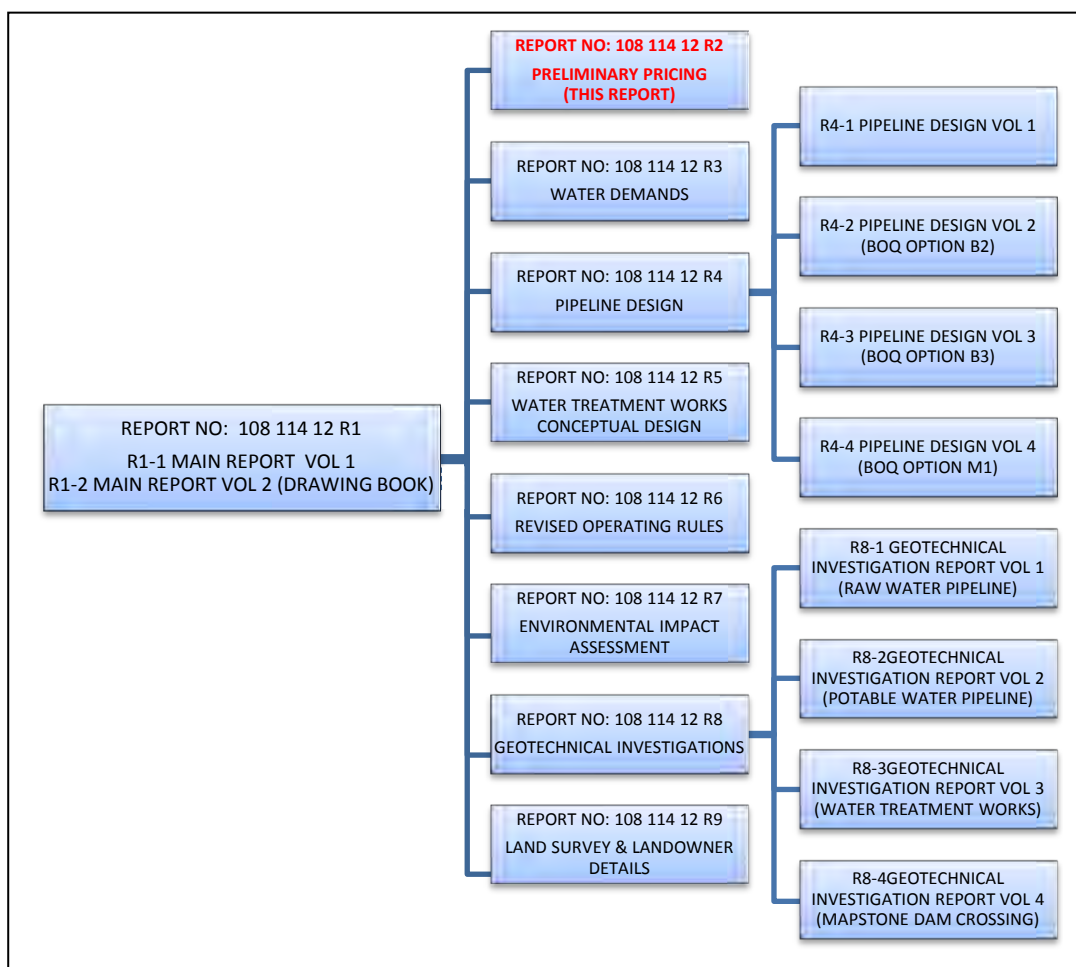 REPORT NO: 108 114 12 R1
R1-1 MAIN REPORT VOL 1
R1-2 MAIN REPORT VOL 2 (DRAWING BOOK)
REPORT NO: 108 114 12 R2
PRELIMINARY PRICING
(THIS REPORT)
REPORT NO: 108 114 12 R3
WATER DEMANDS
REPORT NO: 108 114 12 R4
PIPELINE DESIGN
R4-1 PIPELINE DESIGN VOL 1
R4-2 PIPELINE DESIGN VOL 2
(BOQ OPTION B2)
R4-3 PIPELINE DESIGN VOL 3
(BOQ OPTION B3)
R4-4 PIPELINE DESIGN VOL 4
(BOQ OPTION M1)
REPORT NO: 108 114 12 R5
WATER TREATMENT WORKS
CONCEPTUAL DESIGN
REPORT NO: 108 114 12 R6
REVISED OPERATING RULES
REPORT NO: 108 114 12 R7
ENVIRONMENTAL IMPACT
ASSESSMENT
REPORT NO: 108 114 12 R8
GEOTECHNICAL INVESTIGATIONS
R8-1 GEOTECHNICAL
INVESTIGATION REPORT VOL 1
(RAW WATER PIPELINE)
R8-2GEOTECHNICAL
INVESTIGATION REPORT VOL 2
(POTABLE WATER PIPELINE)
R8-3GEOTECHNICAL
INVESTIGATION REPORT VOL 3
(WATER TREATMENT WORKS)
R8-4GEOTECHNICAL
INVESTIGATION REPORT VOL 4
(MAPSTONE DAM CROSSING)
REPORT NO: 108 114 12 R9
LAND SURVEY & LANDOWNER
DETAILS